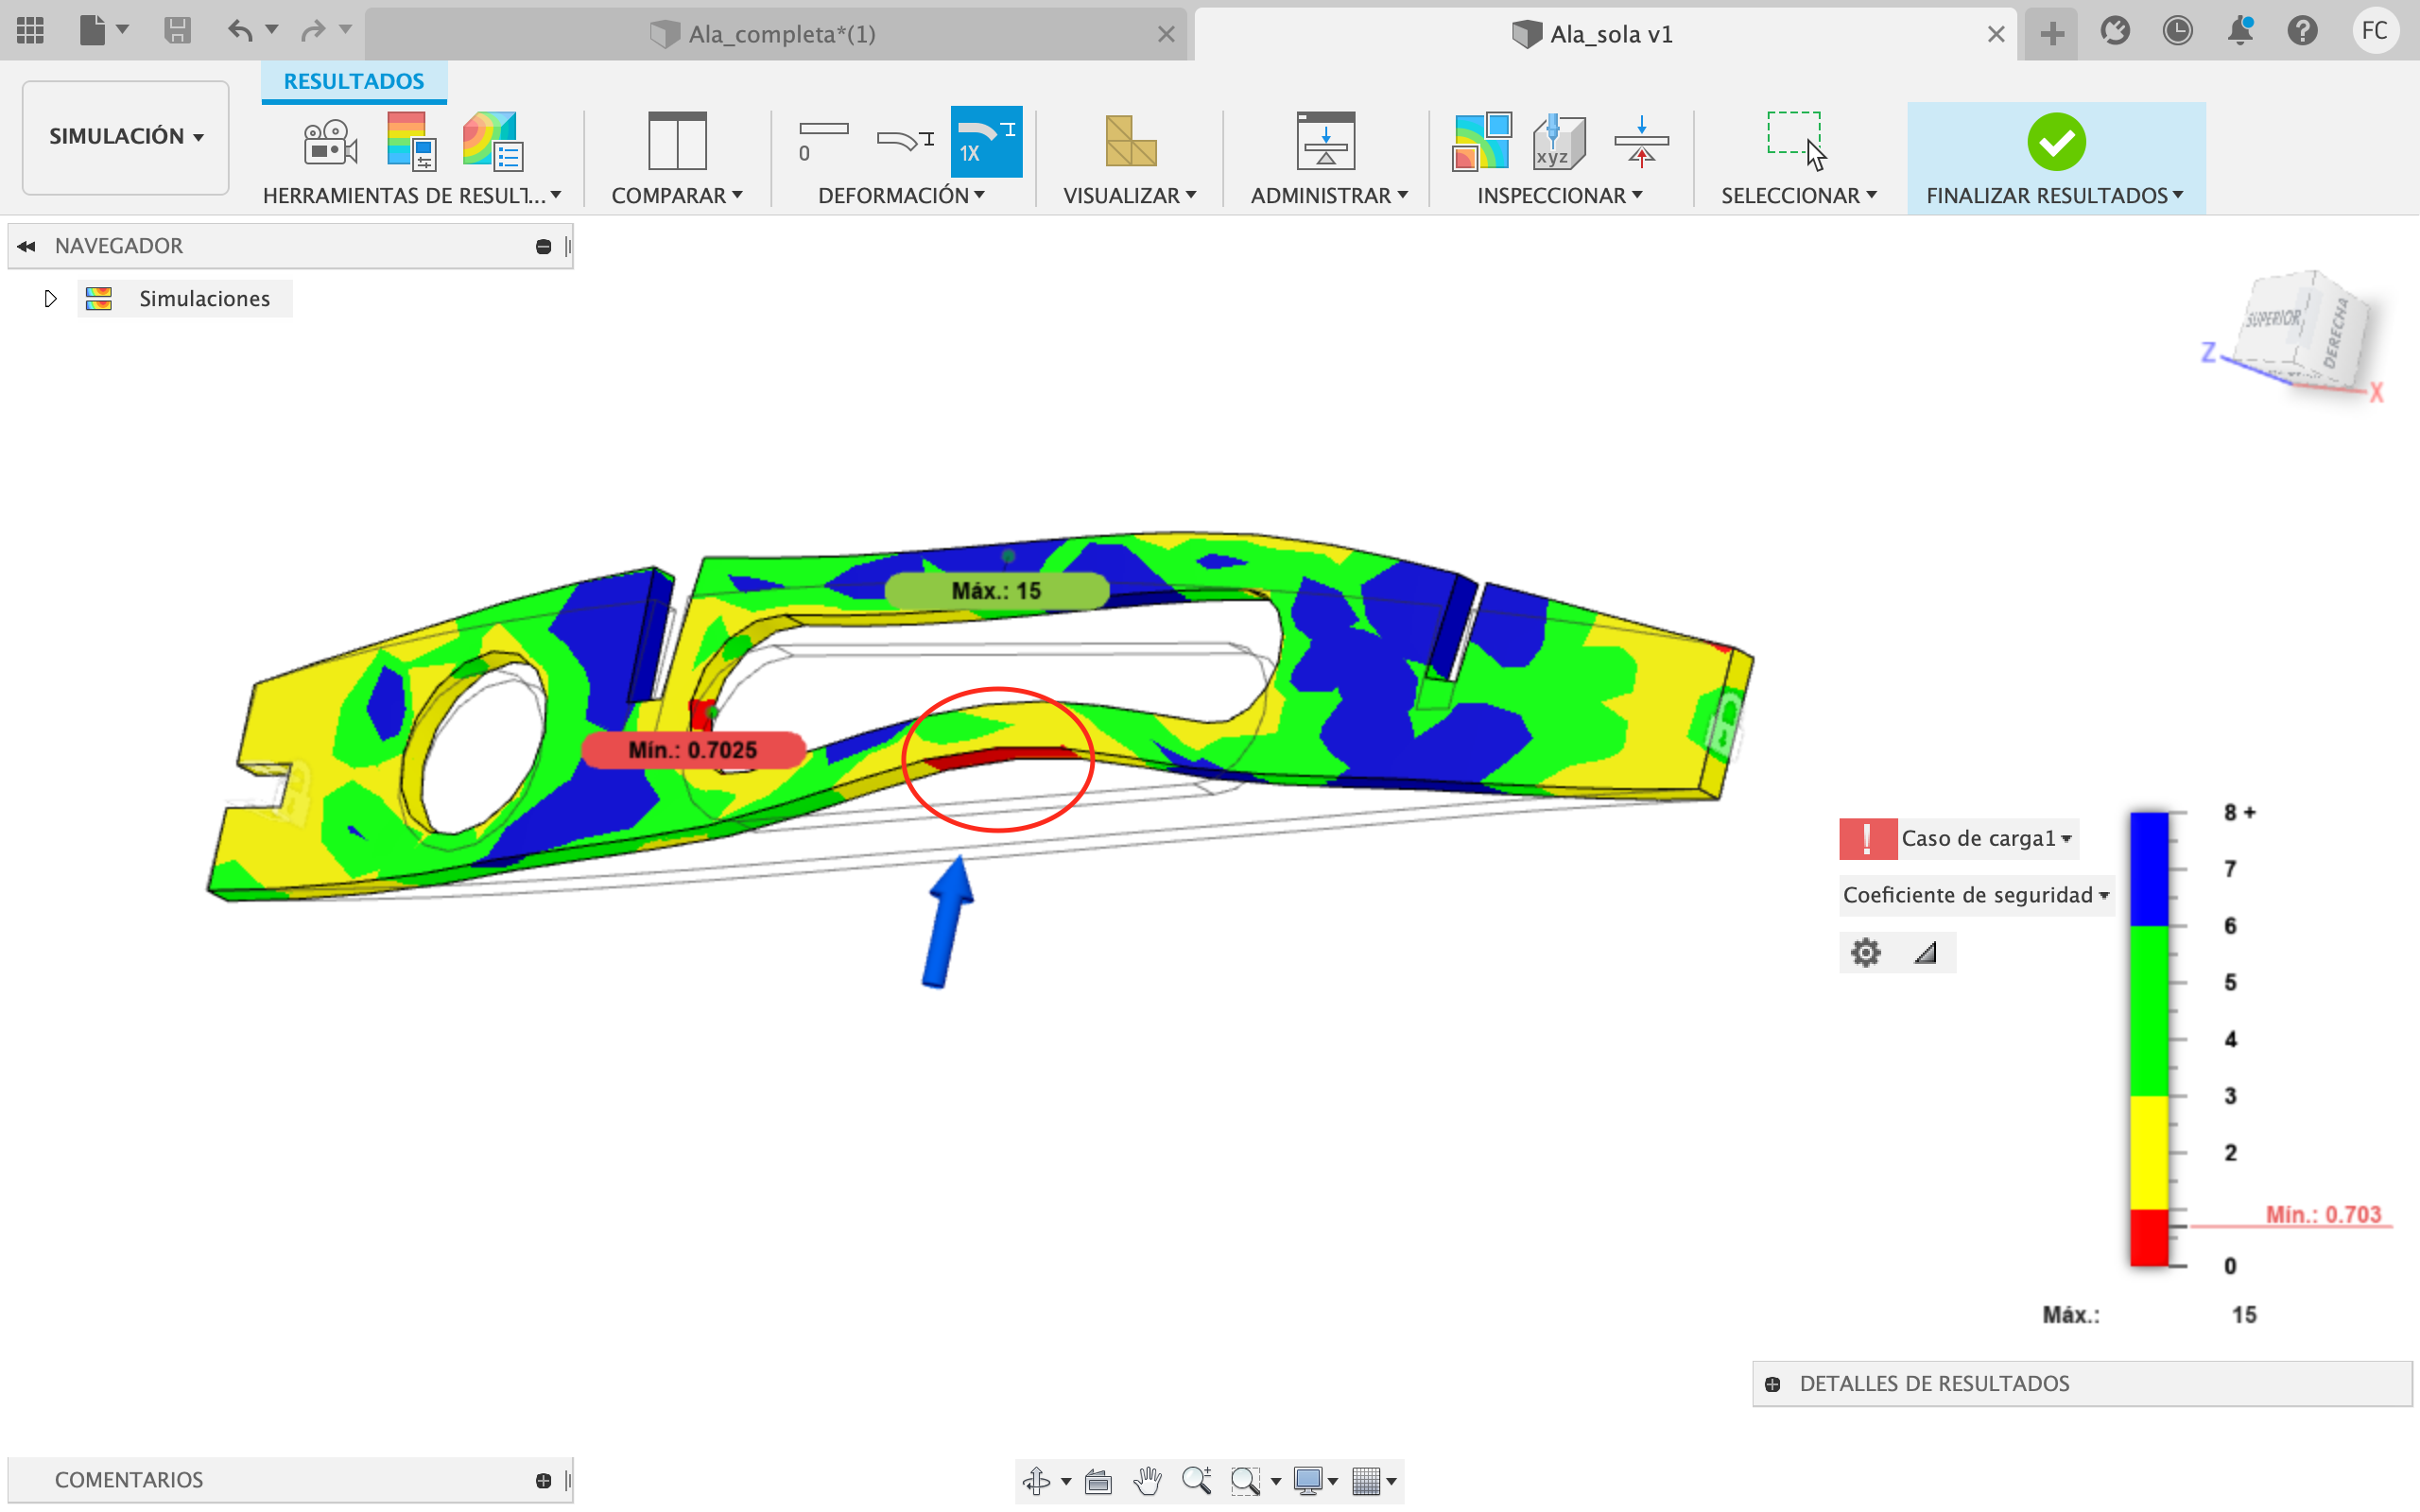 Ala_completa*(1)
Ala_sola v1
FC
RESULTADOS
SIMULACIÓN
0
1X
xyz
HERRAMIENTAS DE RESULT...
COMPARAR
DEFORMACIÓN
VISUALIZAR
ADMINISTRAR
INSPECCIONAR
SELECCIONAR
FINALIZAR RESULTADOS
NAVEGADOR
Simulaciones
SUPERIOR
DERECHA
Z
X
Máx.: 15
Mín.: 0.7025
8 +
Caso de carga1
7
Coeficiente de seguridad
6
5
4
3
2
Mín.: 0.703
0
Máx.: 15
DETALLES DE RESULTADOS
COMENTARIOS